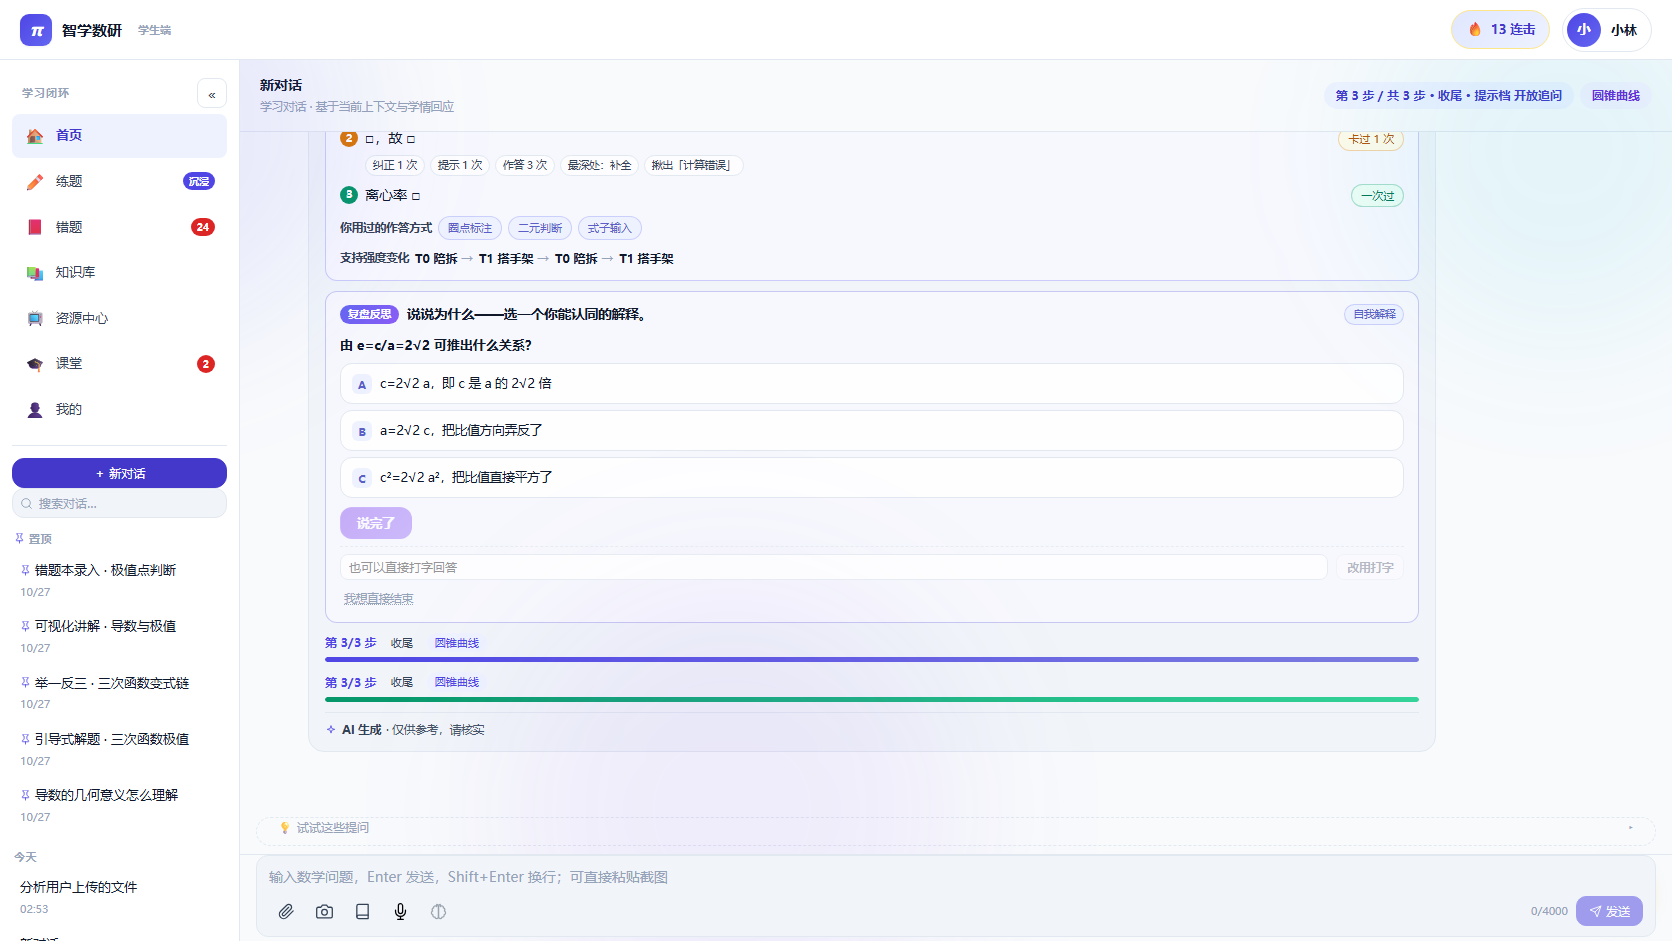 π 智学数研 学生端
13 连击
小 小林
学习闭环 «
首页
练题 沉浸
错题 24
知识库
资源中心
课堂 2
我的
+ 新对话
搜索对话...
置顶
错题本录入 · 极值点判断
10/27
可视化讲解 · 导数与极值
10/27
举一反三 · 三次函数变式链
10/27
引导式解题 · 三次函数极值
10/27
导数的几何意义怎么理解
10/27
今天
分析用户上传的文件
02:53
新对话
新对话
学习对话 · 基于当前上下文与学情回应
第 3 步 / 共 3 步 • 收尾 • 提示档 开放追问 圆锥曲线
2 □，故 □ 卡过 1 次
纠正 1 次 提示 1 次 作答 3 次 最深处：补全 揪出「计算错误」
3 离心率 □ 一次过
你用过的作答方式 圈点标注 二元判断 式子输入
支持强度变化 T0 陪拆 → T1 搭手架 → T0 陪拆 → T1 搭手架
复盘反思 说说为什么——选一个你能认同的解释。 自我解释
由 e=c/a=2√2 可推出什么关系？
A c=2√2 a，即 c 是 a 的 2√2 倍
B a=2√2 c，把比值方向弄反了
C c²=2√2 a²，把比值直接平方了
说完了
也可以直接打字回答 改用打字
我想直接结束
第 3/3 步 收尾 圆锥曲线
第 3/3 步 收尾 圆锥曲线
AI 生成 · 仅供参考，请核实
试试这些提问
输入数学问题，Enter 发送，Shift+Enter 换行；可直接粘贴截图
0/4000 发送